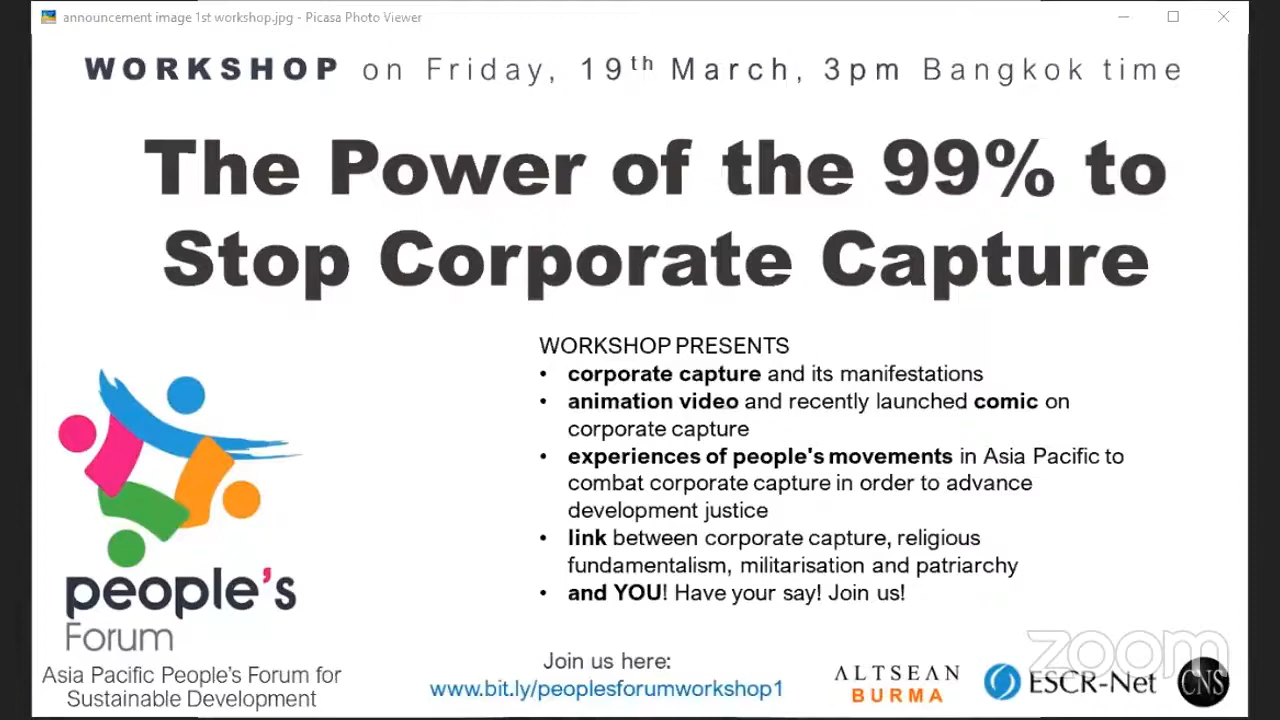 announcement image 1st workshop.jpg - Picasa Photo Viewer
WORKSHOP on Friday, 19th March, 3pm Bangkok time
The Power of the 99% to
Stop Corporate Capture
WORKSHOP PRESENTS
• corporate capture and its manifestations
• animation video and recently launched comic on
corporate capture
• experiences of people's movements in Asia Pacific to
combat corporate capture in order to advance
development justice
• link between corporate capture, religious
fundamentalism, militarisation and patriarchy
• and YOU! Have your say! Join us!
people's
Forum
Asia Pacific People's Forum for
Sustainable Development
Join us here:
www.bit.ly/peoplesforumworkshop1
ALTSEAN
BURMA
ESCR-Net
CNS
zoom